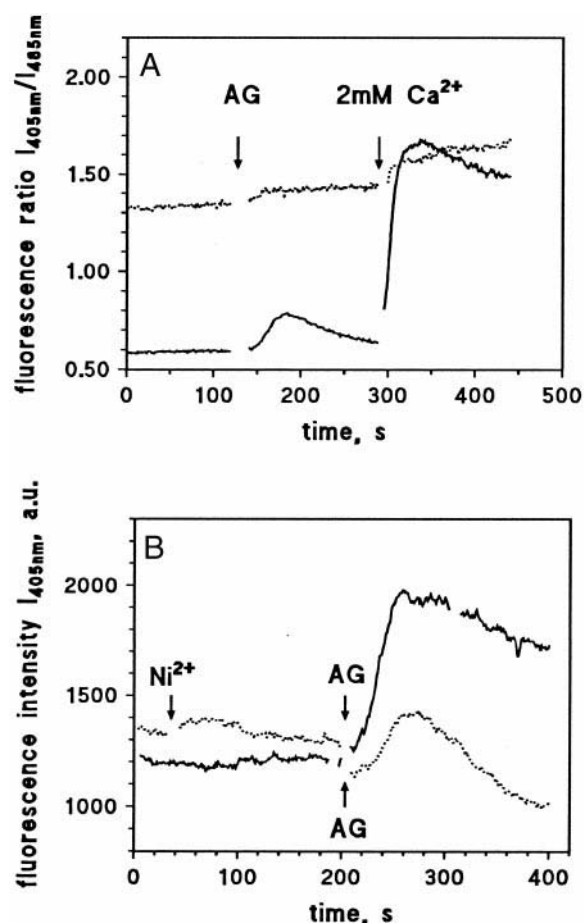 A
AG
2mM Ca²⁺
fluorescence ratio I405nm/I485nm
2.00
1.50
1.00
0.50
0 100 200 300 400 500
time, s
B
Ni²⁺
AG
AG
fluorescence intensity I405nm, a.u.
2000
1500
1000
0 100 200 300 400
time, s